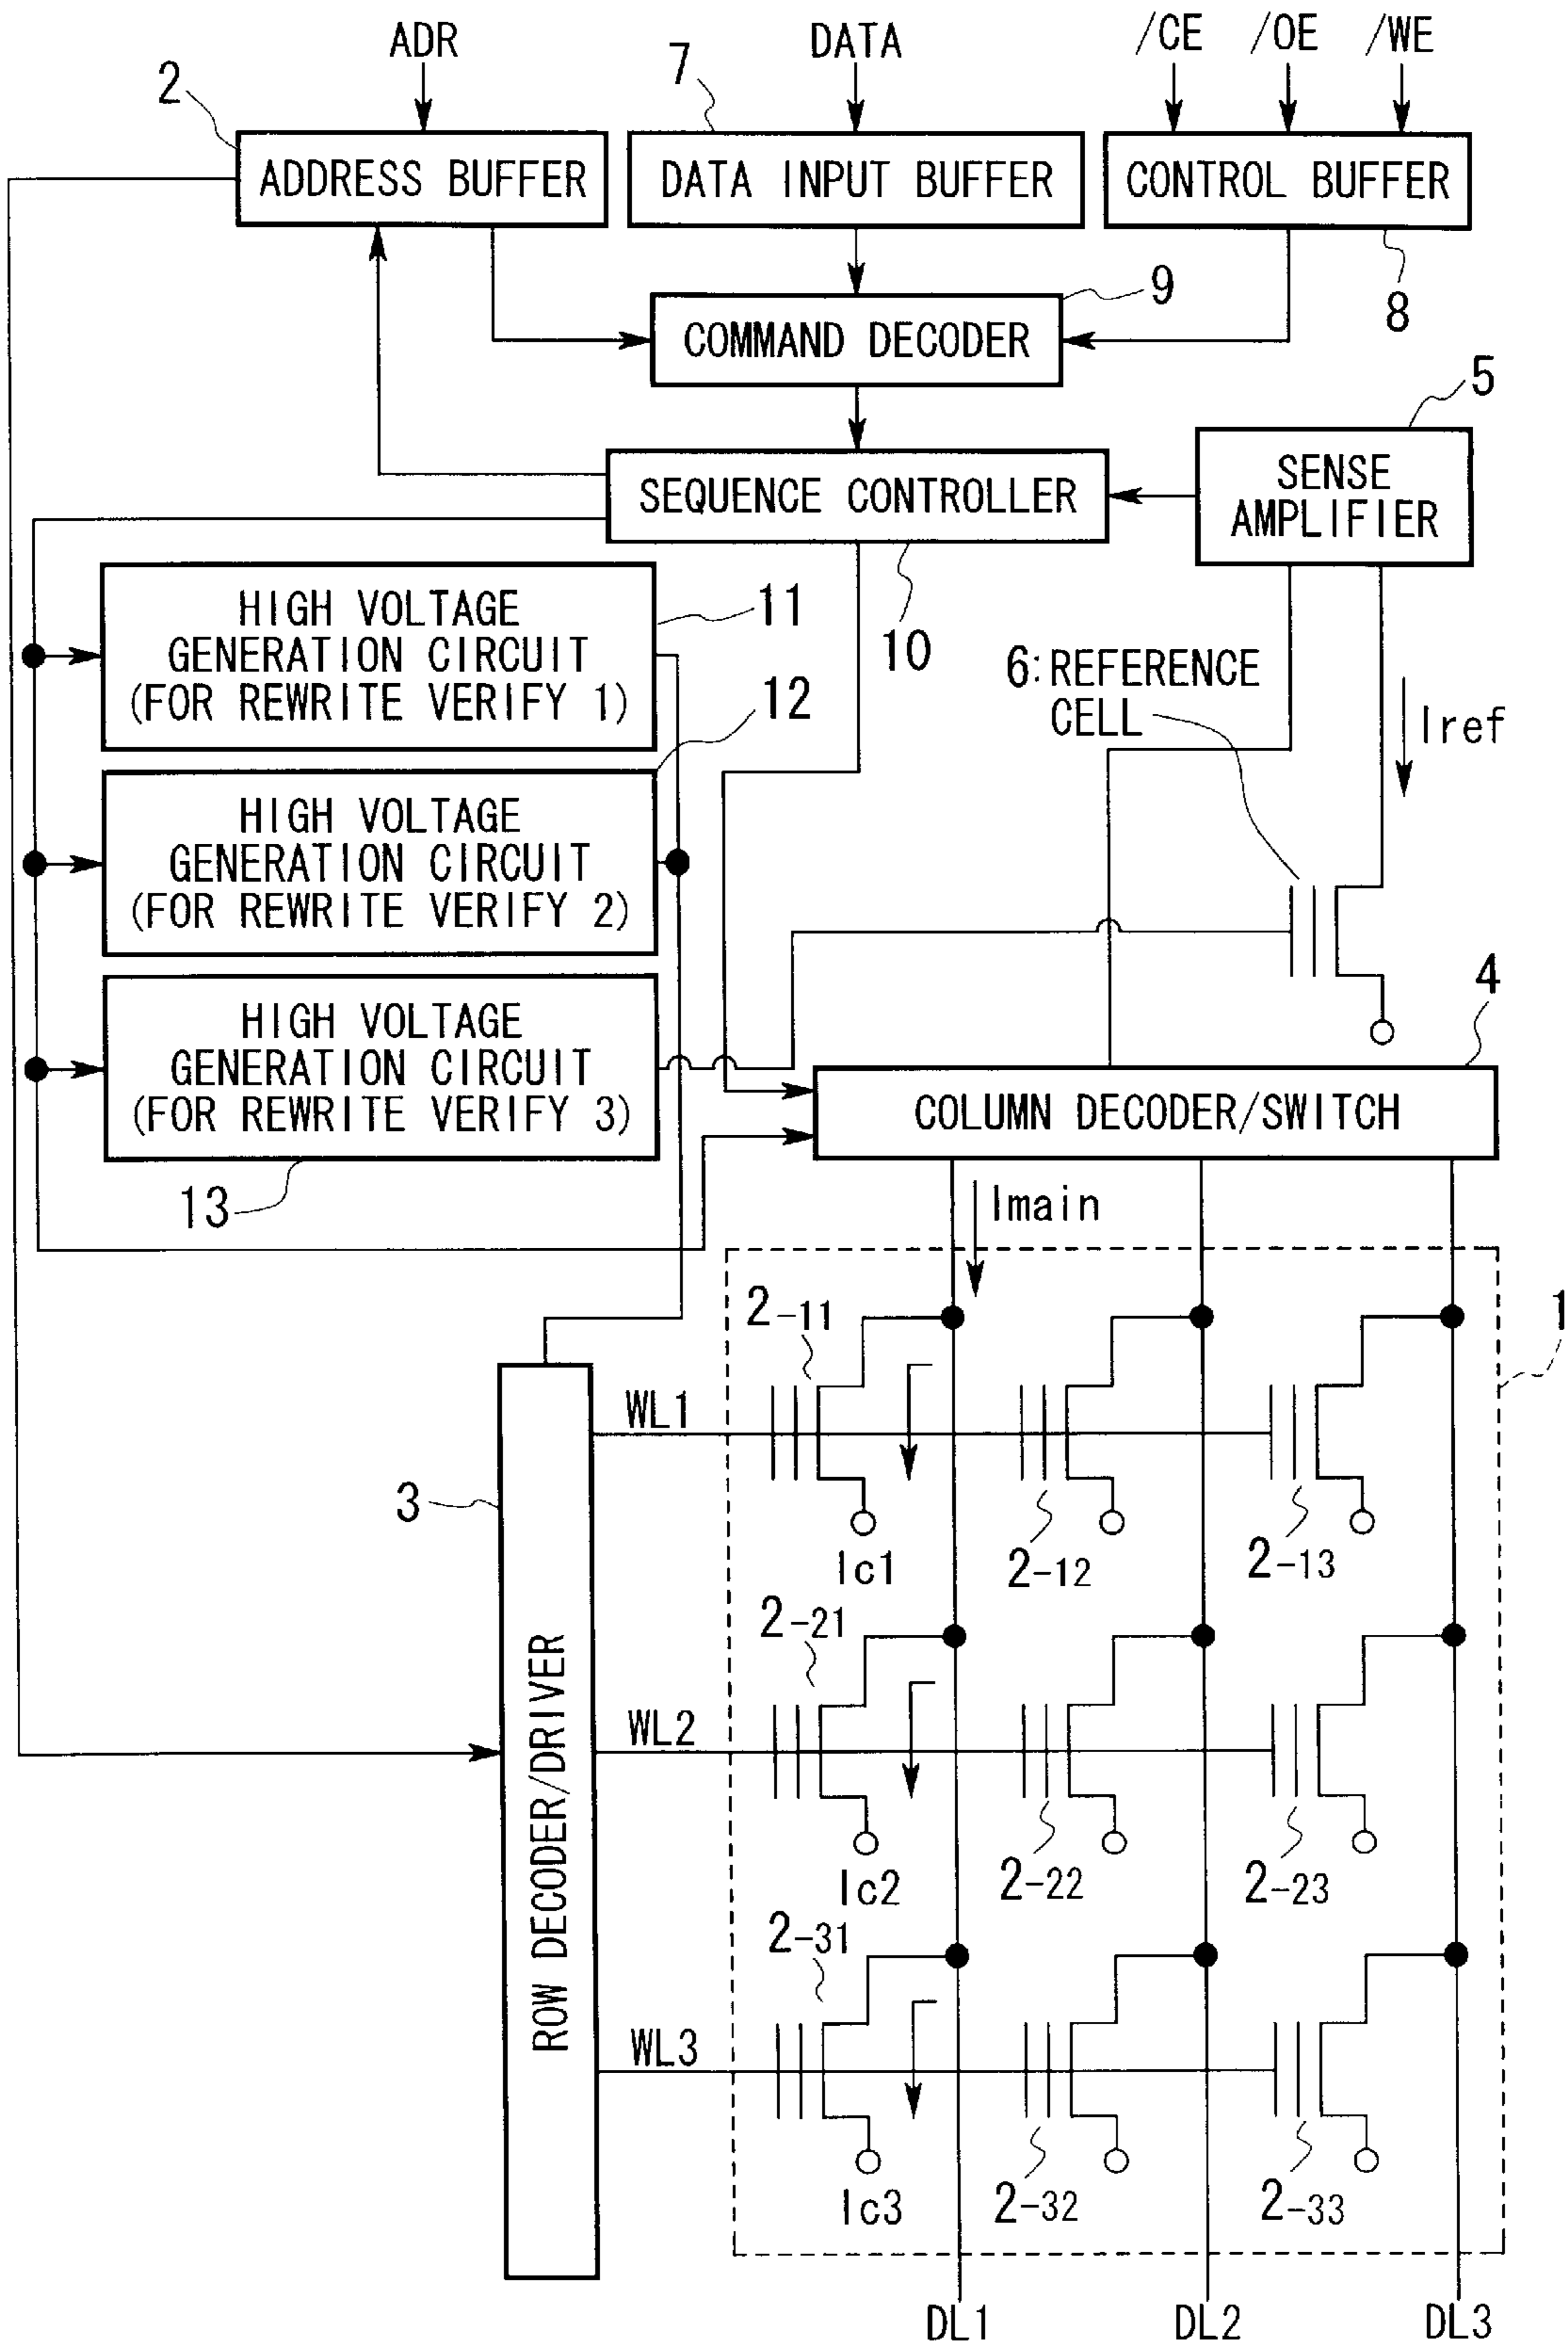 ADR
DATA
/CE /OE /WE
2
7
ADDRESS BUFFER
DATA INPUT BUFFER
CONTROL BUFFER
8
9
COMMAND DECODER
5
SENSE
AMPLIFIER
SEQUENCE CONTROLLER
10
HIGH VOLTAGE
GENERATION CIRCUIT
(FOR REWRITE VERIFY 1)
11
6:REFERENCE
CELL
Iref
12
HIGH VOLTAGE
GENERATION CIRCUIT
(FOR REWRITE VERIFY 2)
HIGH VOLTAGE
GENERATION CIRCUIT
(FOR REWRITE VERIFY 3)
13
4
COLUMN DECODER/SWITCH
Imain
1
2-11
WL1
3
Ic1
2-12
2-13
2-21
WL2
ROW DECODER/DRIVER
Ic2
2-22
2-23
2-31
WL3
Ic3
2-32
2-33
DL1
DL2
DL3